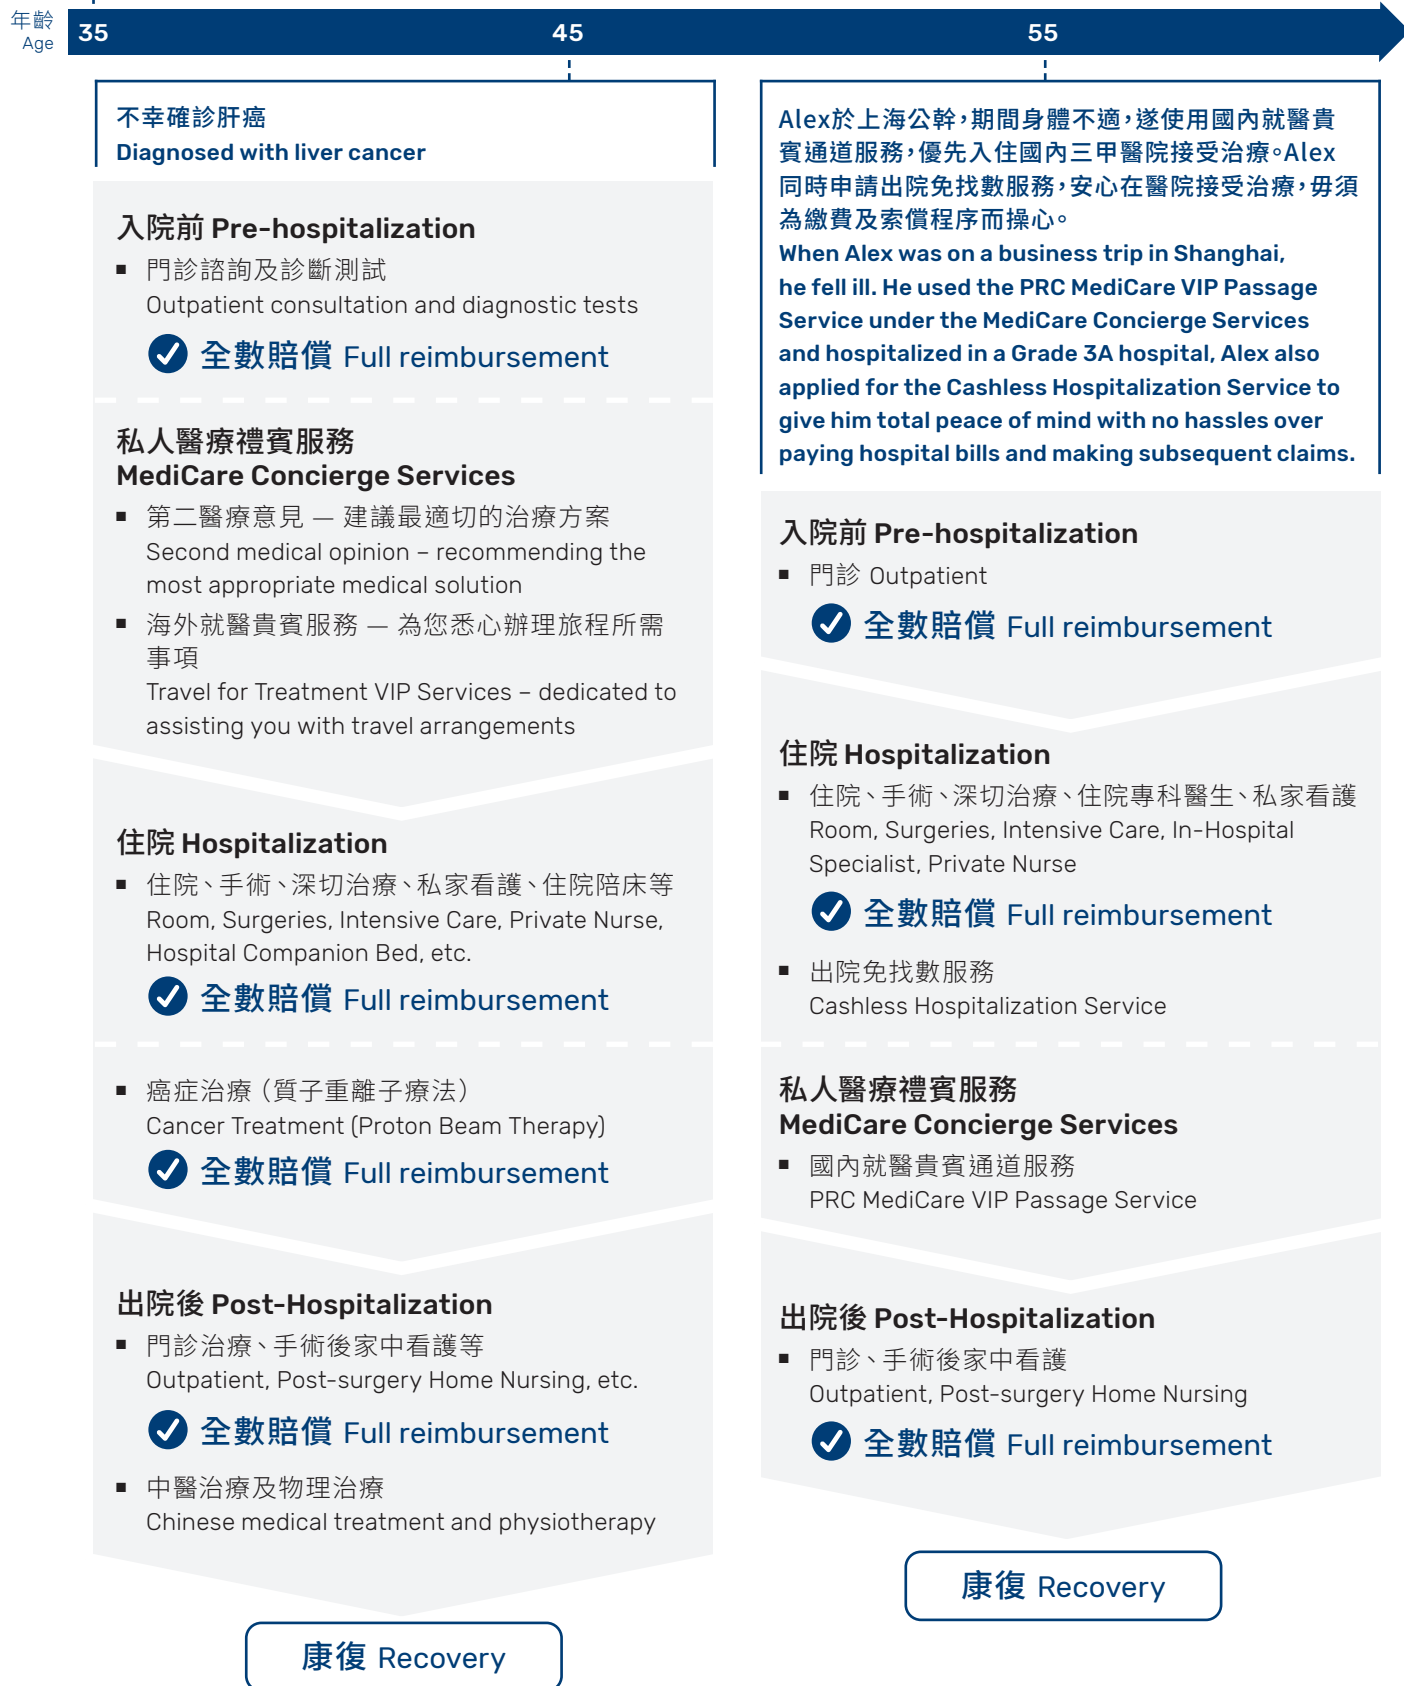 年齡
Age
35
45
55
不幸確診肝癌
Diagnosed with liver cancer
入院前 Pre-hospitalization
■ 門診諮詢及診斷測試
Outpatient consultation and diagnostic tests
全數賠償 Full reimbursement
私人醫療禮賓服務
MediCare Concierge Services
■ 第二醫療意見 — 建議最適切的治療方案
Second medical opinion – recommending the
most appropriate medical solution
■ 海外就醫貴賓服務 — 為您悉心辦理旅程所需
事項
Travel for Treatment VIP Services – dedicated to
assisting you with travel arrangements
住院 Hospitalization
■ 住院、手術、深切治療、私家看護、住院陪床等
Room, Surgeries, Intensive Care, Private Nurse,
Hospital Companion Bed, etc.
全數賠償 Full reimbursement
■ 癌症治療（質子重離子療法）
Cancer Treatment (Proton Beam Therapy)
全數賠償 Full reimbursement
出院後 Post-Hospitalization
■ 門診治療、手術後家中看護等
Outpatient, Post-surgery Home Nursing, etc.
全數賠償 Full reimbursement
■ 中醫治療及物理治療
Chinese medical treatment and physiotherapy
康復 Recovery
Alex於上海公幹，期間身體不適，遂使用國內就醫貴
賓通道服務，優先入住國內三甲醫院接受治療。Alex
同時申請出院免找數服務，安心在醫院接受治療，毋須
為繳費及索償程序而操心。
When Alex was on a business trip in Shanghai,
he fell ill. He used the PRC MediCare VIP Passage
Service under the MediCare Concierge Services
and hospitalized in a Grade 3A hospital, Alex also
applied for the Cashless Hospitalization Service to
give him total peace of mind with no hassles over
paying hospital bills and making subsequent claims.
入院前 Pre-hospitalization
■ 門診 Outpatient
全數賠償 Full reimbursement
住院 Hospitalization
■ 住院、手術、深切治療、住院專科醫生、私家看護
Room, Surgeries, Intensive Care, In-Hospital
Specialist, Private Nurse
全數賠償 Full reimbursement
■ 出院免找數服務
Cashless Hospitalization Service
私人醫療禮賓服務
MediCare Concierge Services
■ 國內就醫貴賓通道服務
PRC MediCare VIP Passage Service
出院後 Post-Hospitalization
■ 門診、手術後家中看護
Outpatient, Post-surgery Home Nursing
全數賠償 Full reimbursement
康復 Recovery